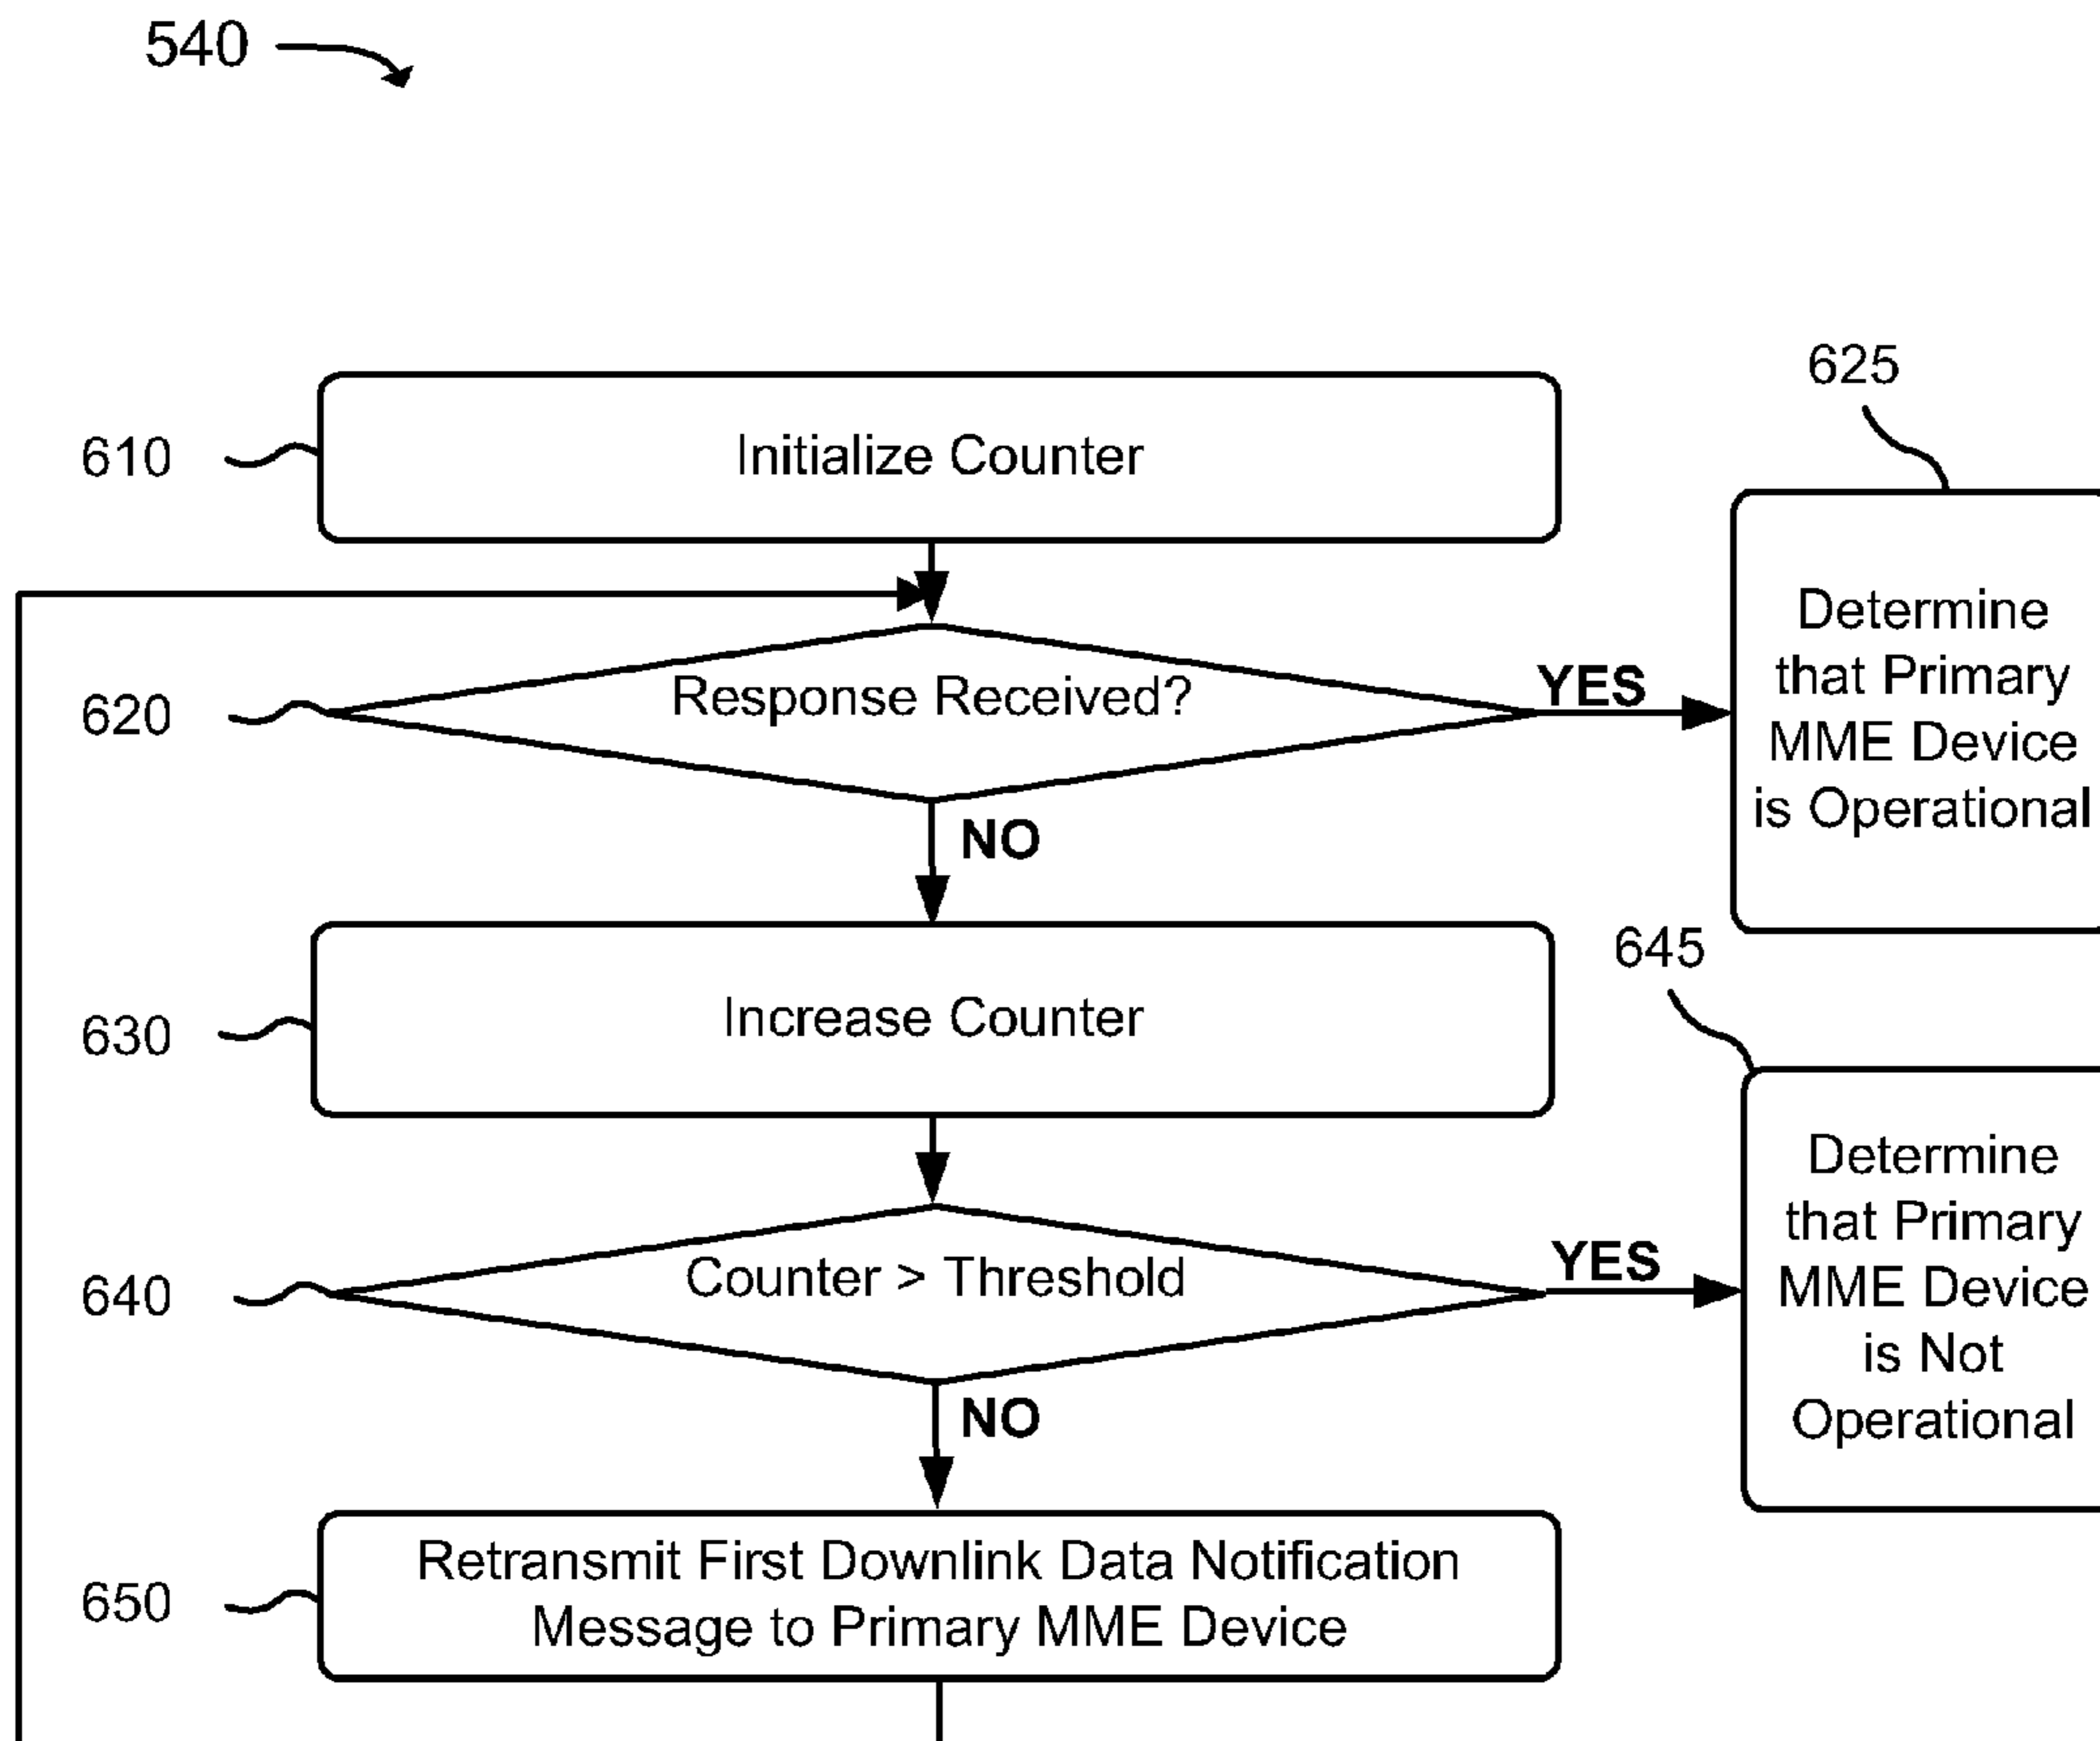 540
610
Initialize Counter
625
Determine
that Primary
MME Device
is Operational
620
Response Received?
YES
NO
630
Increase Counter
645
Determine
that Primary
MME Device
is Not
Operational
640
Counter > Threshold
YES
NO
650
Retransmit First Downlink Data Notification
Message to Primary MME Device